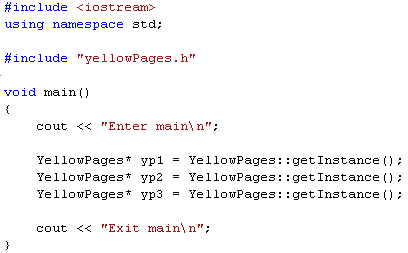 #include <iostream>
using namespace std;
#include "yellowPages.h"
void main()
{
cout << "Enter main\n";
YellowPages* yp1 = YellowPages::getInstance();
YellowPages* yp2 = YellowPages::getInstance();
YellowPages* yp3 = YellowPages::getInstance();
cout << "Exit main\n";
}